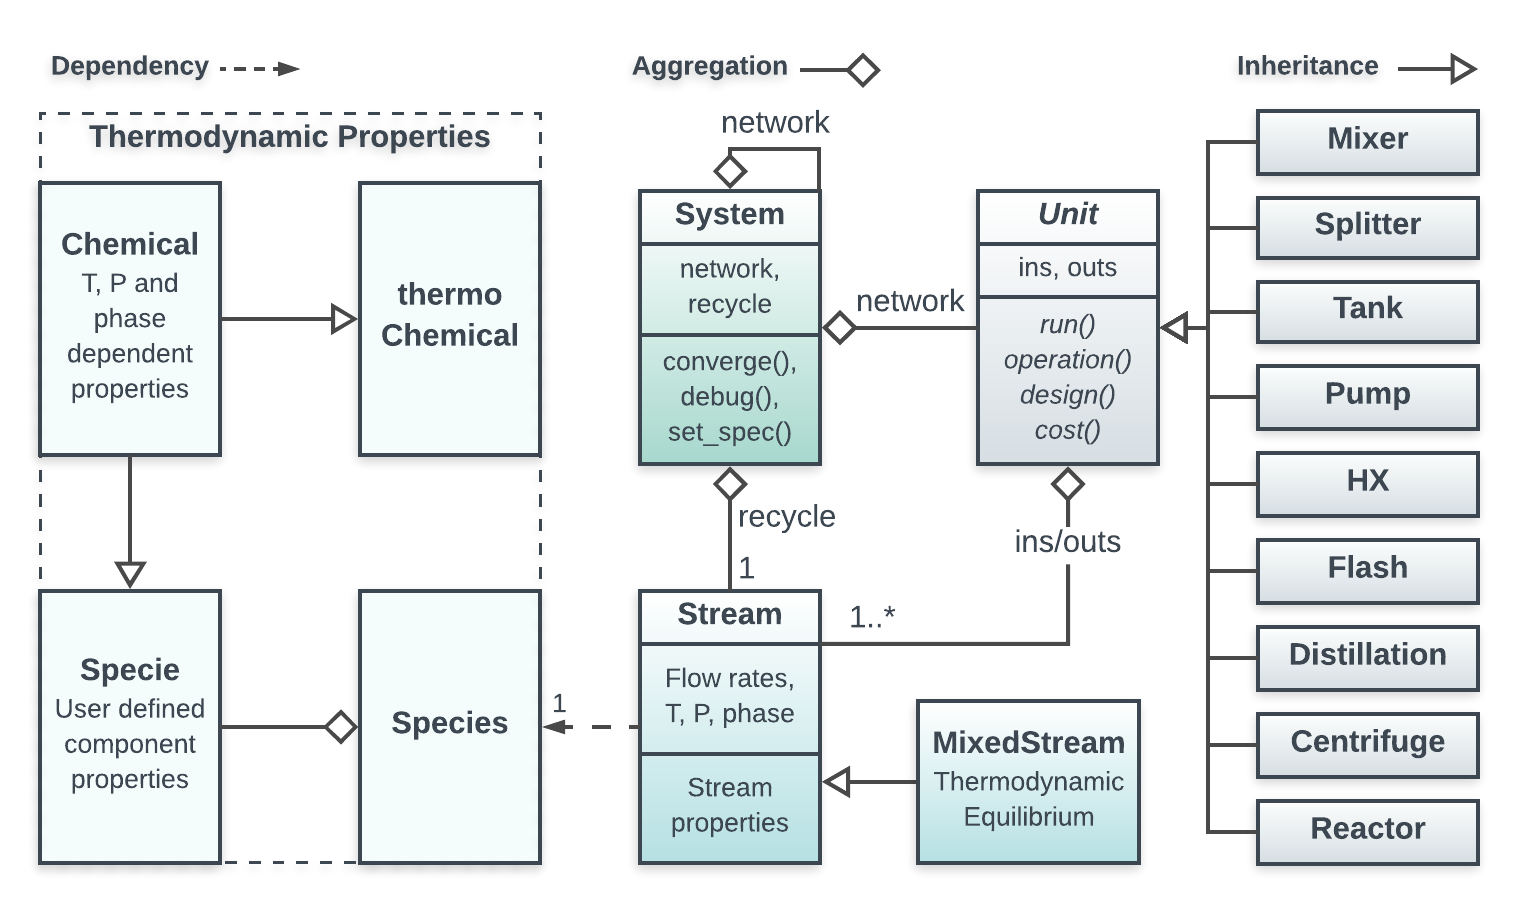 Dependency
Aggregation
Inheritance
Thermodynamic Properties
Chemical
T, P and
phase
dependent
properties
thermo
Chemical
Specie
User defined
component
properties
Species
1
network
System
network,
recycle
converge(),
debug(),
set_spec()
network
recycle
1
Stream
Flow rates,
T, P, phase
Stream
properties
Unit
ins, outs
run()
operation()
design()
cost()
ins/outs
1..*
MixedStream
Thermodynamic
Equilibrium
Mixer
Splitter
Tank
Pump
HX
Flash
Distillation
Centrifuge
Reactor